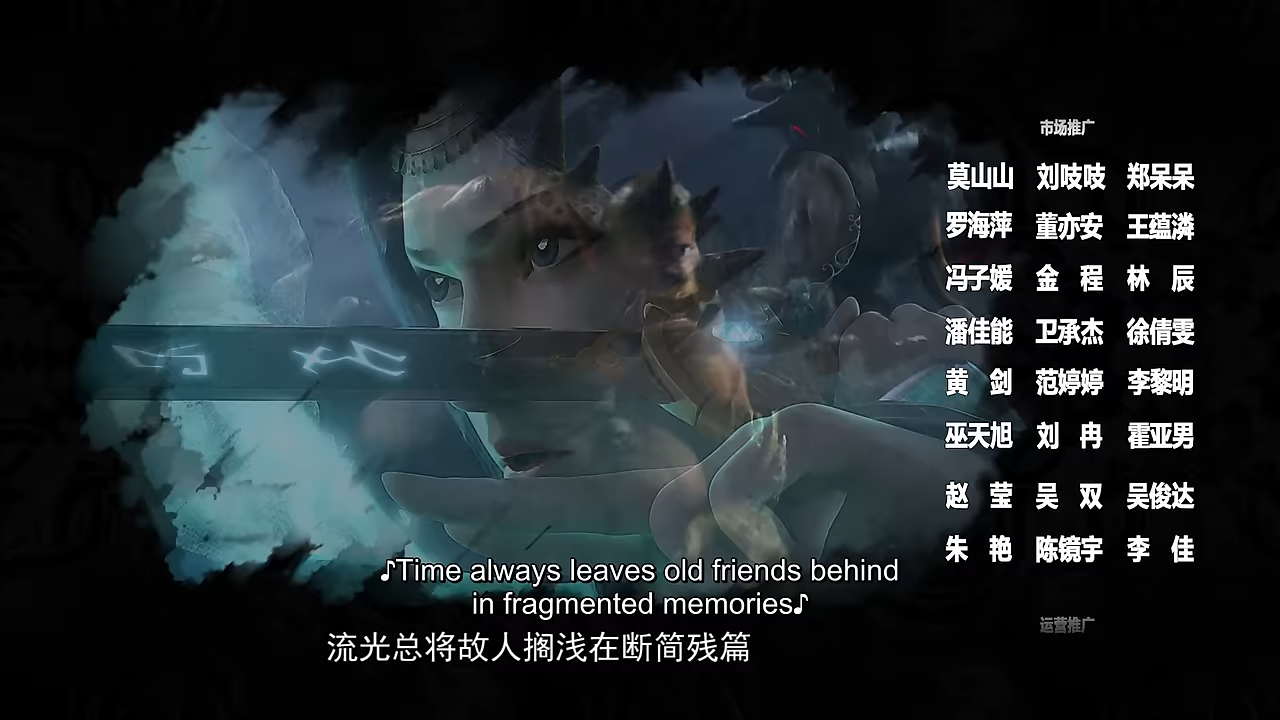 市场推广
莫山山 刘吱吱 郑呆呆
罗海萍 董亦安 王蕴潾
冯子媛 金 程 林 辰
潘佳能 卫承杰 徐倩雯
黄 剑 范婷婷 李黎明
巫天旭 刘 冉 霍亚男
赵 莹 吴 双 吴俊达
朱 艳 陈镜宇 李 佳
♪Time always leaves old friends behind
in fragmented memories♪
运营推广
流光总将故人搁浅在断简残篇